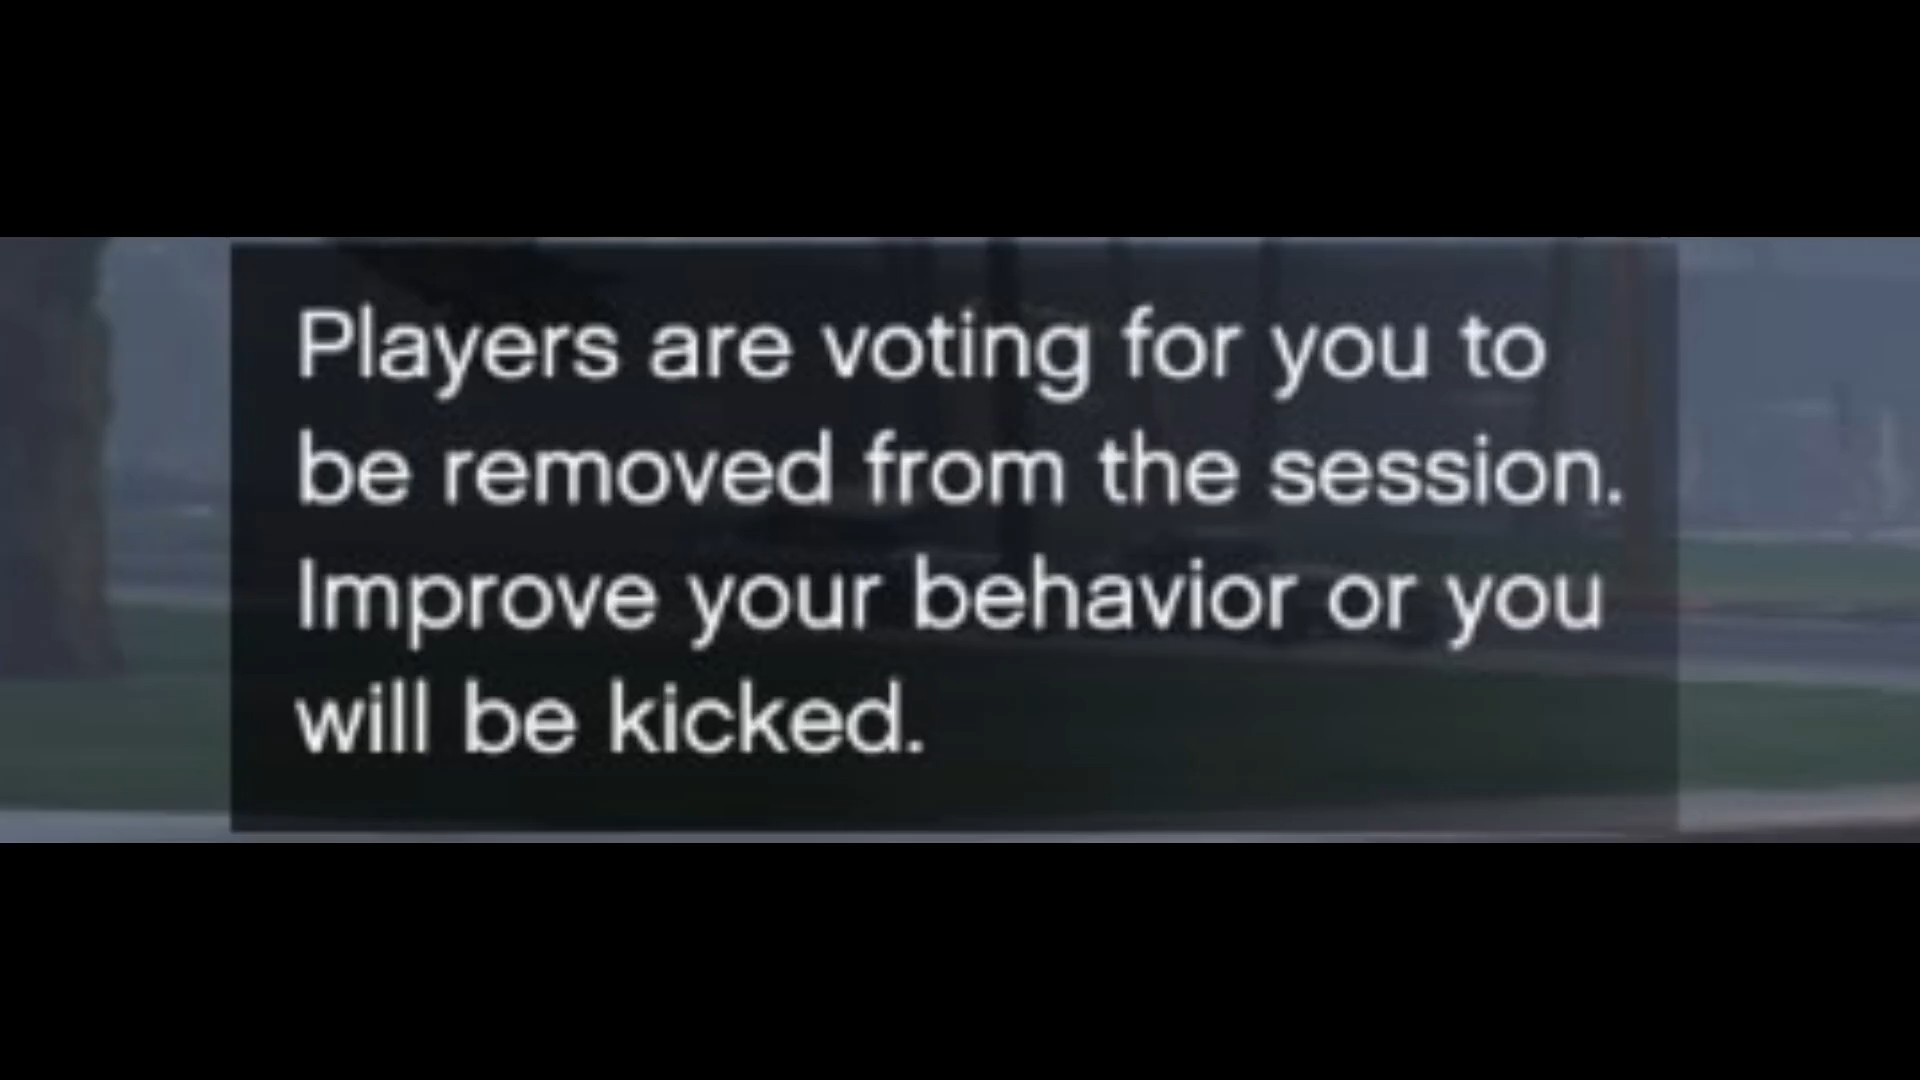 Players are voting for you to
be removed from the session.
Improve your behavior or you
will be kicked.